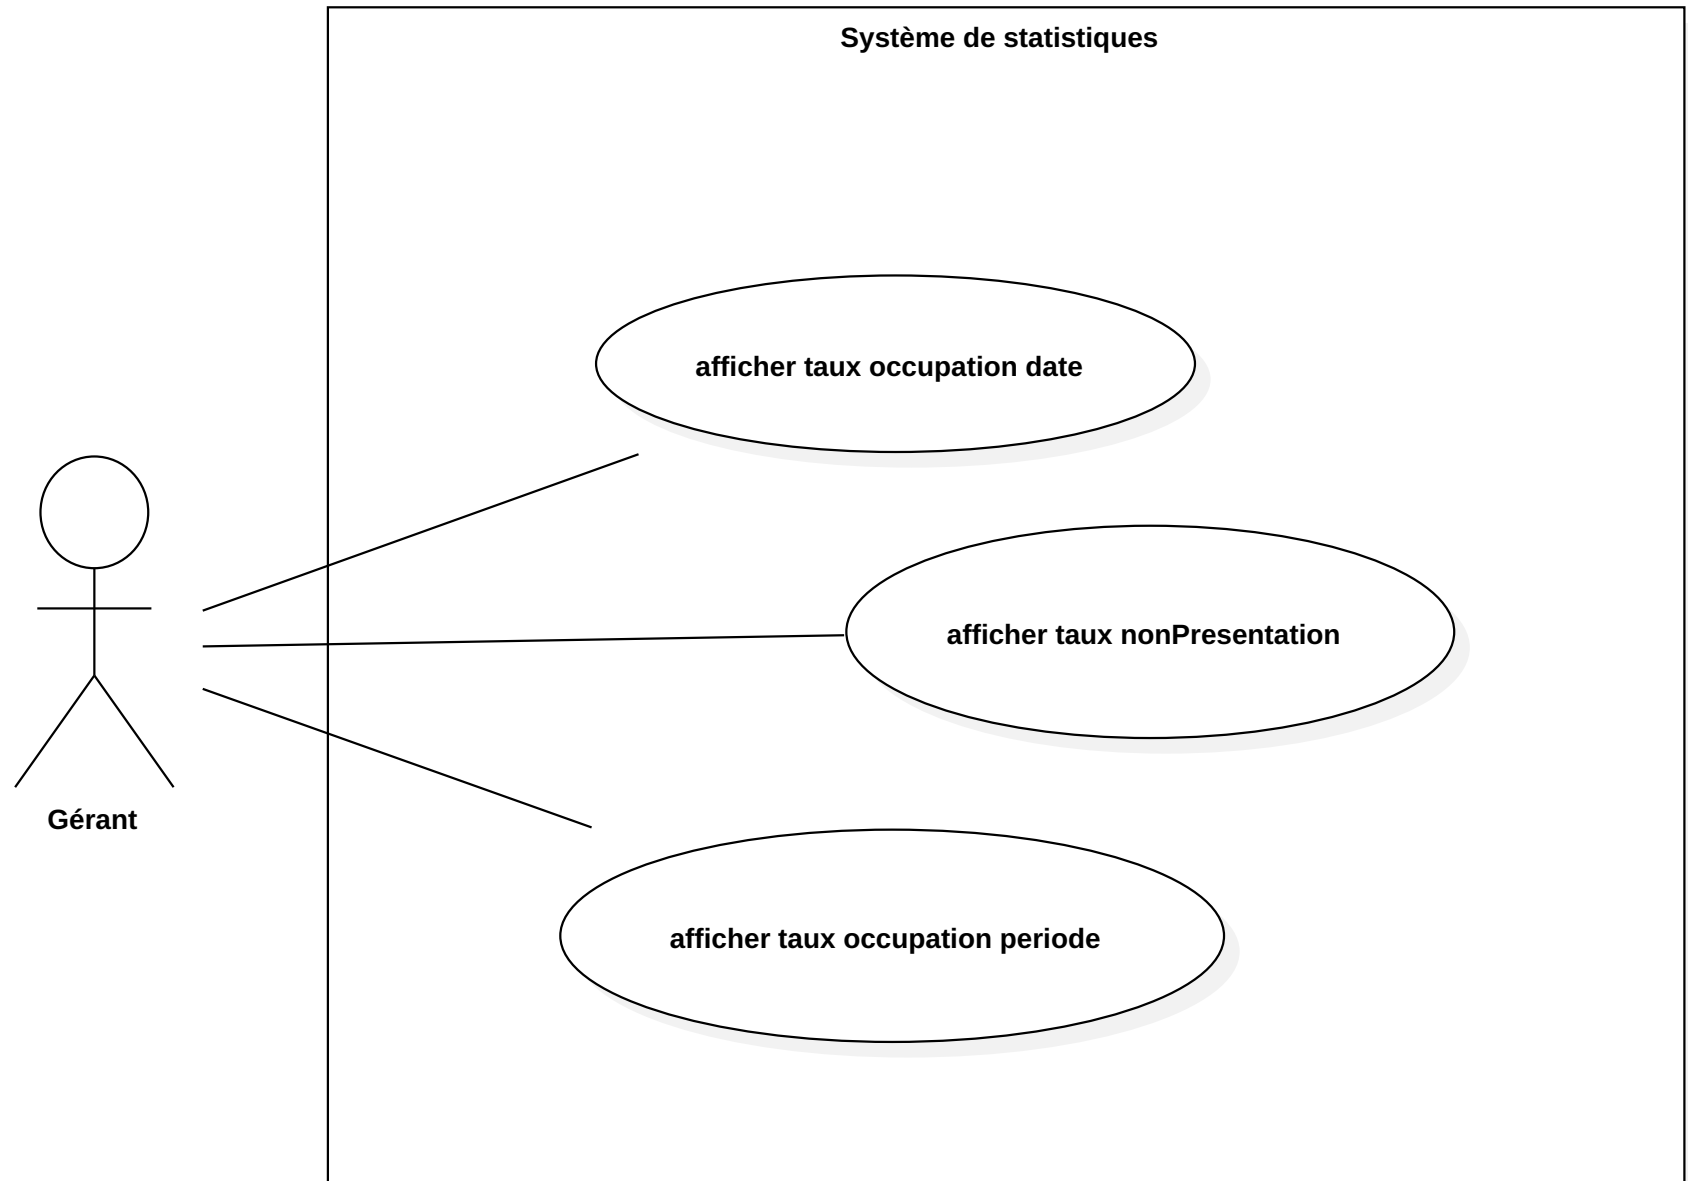 Système de statistiques
afficher taux occupation date
afficher taux nonPresentation
Gérant
afficher taux occupation periode